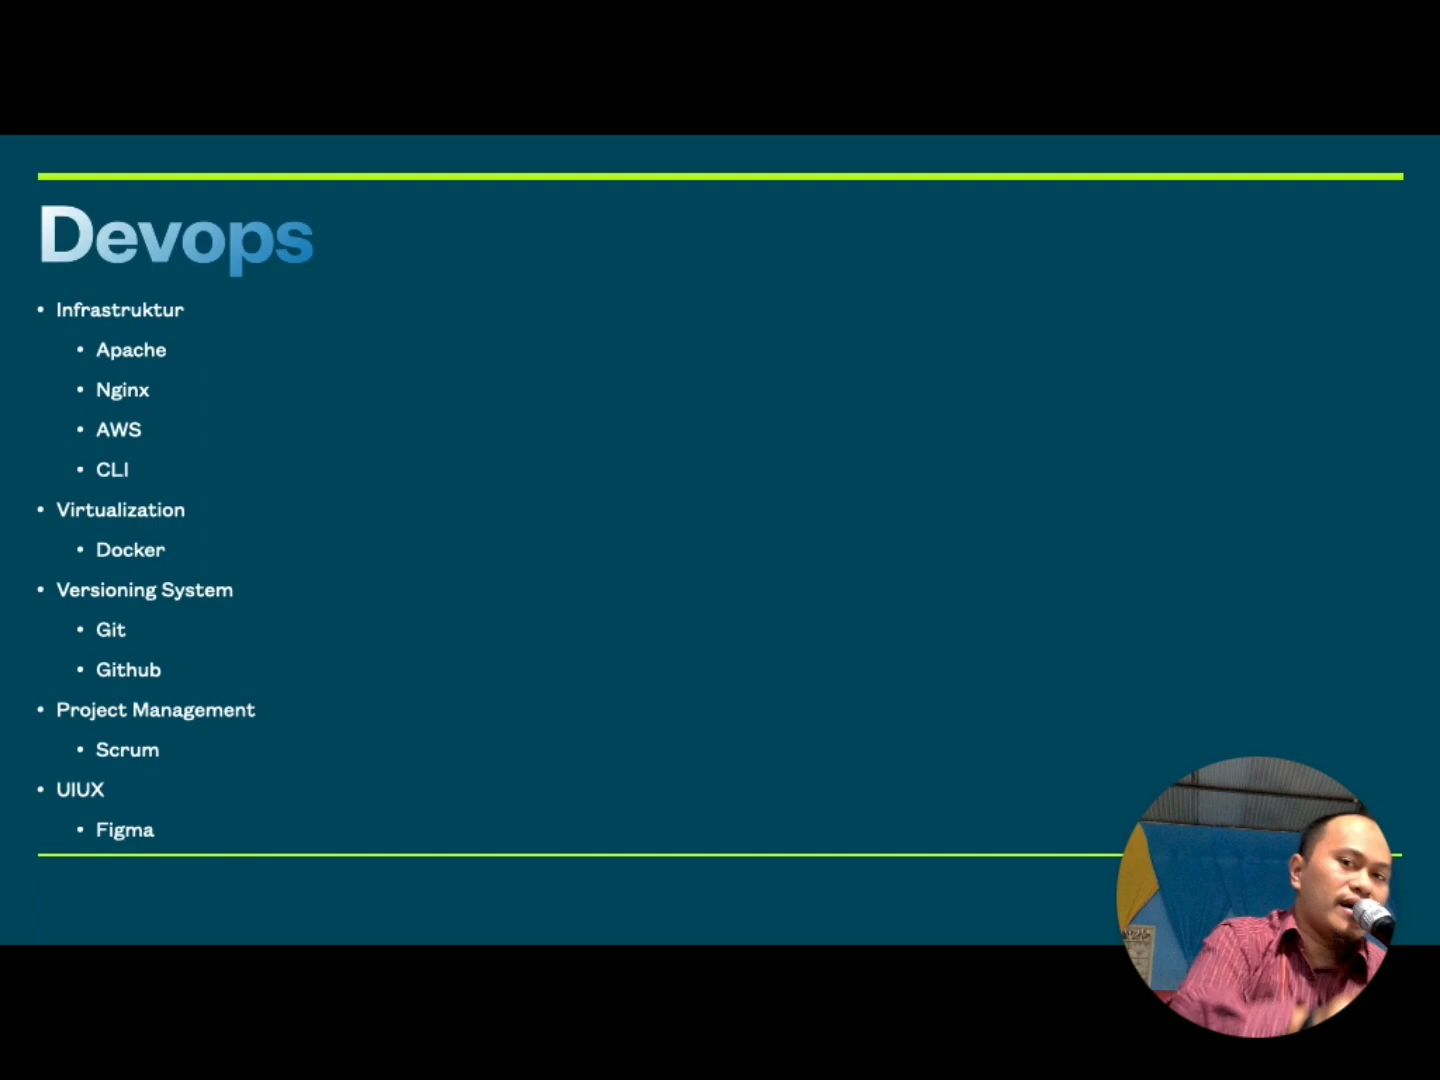 Devops
• Infrastruktur
• Apache
• Nginx
• AWS
• CLI
• Virtualization
• Docker
• Versioning System
• Git
• Github
• Project Management
• Scrum
• UIUX
• Figma